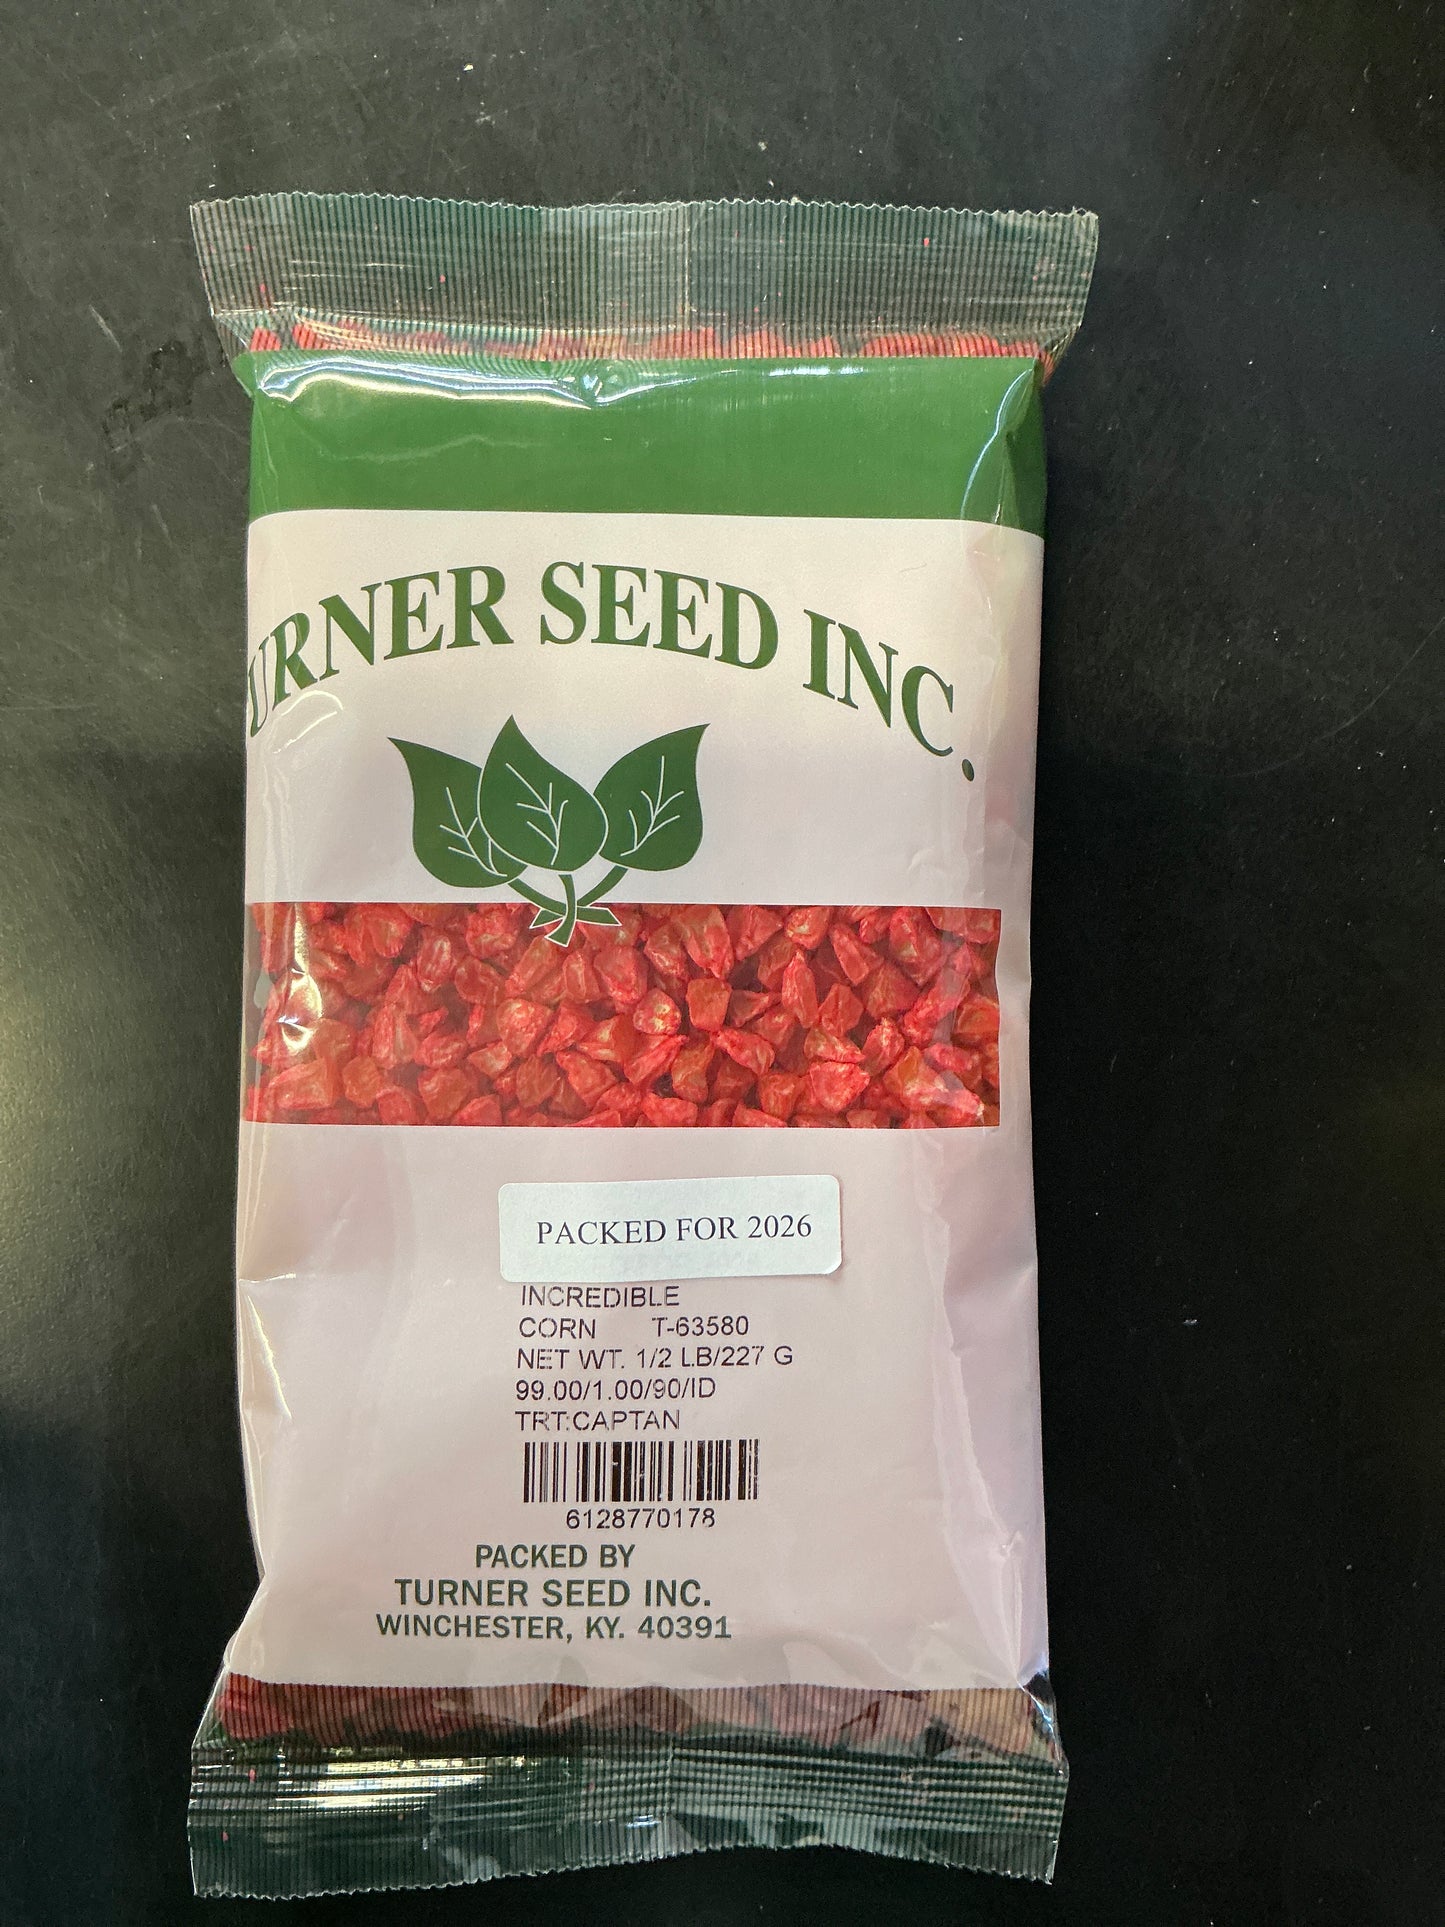 URNER SEED INC.
PACKED FOR 2026
INCREDIBLE
CORN T-63580
NET WT. 1/2 LB/227 G
99.00/1.00/90/ID
TRT:CAPTAN
6128770178
PACKED BY
TURNER SEED INC.
WINCHESTER, KY. 40391